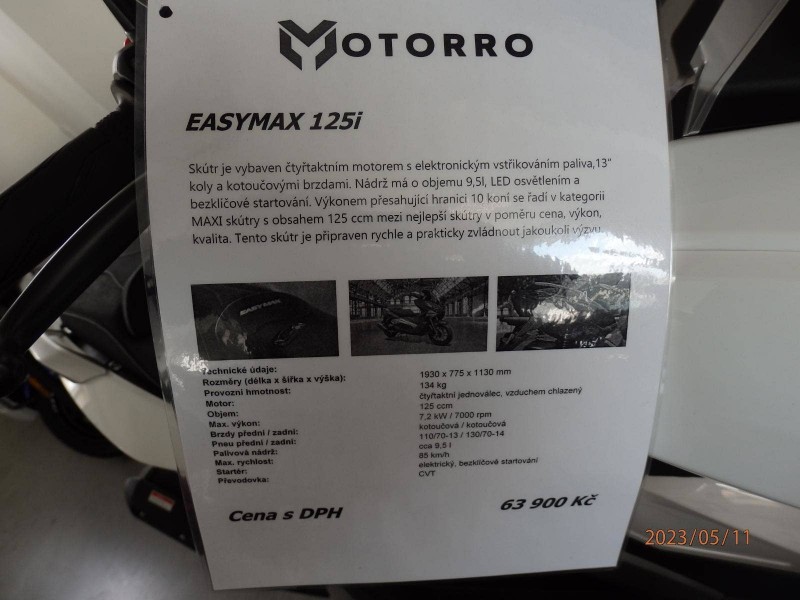 MOTORRO
EASYMAX 125i
Skútr je vybaven čtyřtaktním motorem s elektronickým vstřikováním paliva,13"
koly a kotoučovými brzdami. Nádrž má o objemu 9,5l, LED osvětlením a
bezklíčové startování. Výkonem přesahující hranici 10 koní se řadí v kategorii
MAXI skútry s obsahem 125 ccm mezi nejlepší skútry v poměru cena, výkon,
kvalita. Tento skútr je připraven rychle a prakticky zvládnout jakoukoli výzvu.
EASYMAX
Technické údaje:
Rozměry (délka x šířka x výška): 1930 x 775 x 1130 mm
Provozní hmotnost: 134 kg
Motor: čtyřtaktní jednoválec, vzduchem chlazený
Objem: 125 ccm
Max. výkon: 7,2 kW / 7000 rpm
Brzdy přední / zadní: kotoučová / kotoučová
Pneu přední / zadní: 110/70-13 / 130/70-14
Palivová nádrž: cca 9,5 l
Max. rychlost: 85 km/h
Startér: elektrický, bezklíčové startování
Převodovka: CVT
Cena s DPH 63 900 Kč
2023/05/11